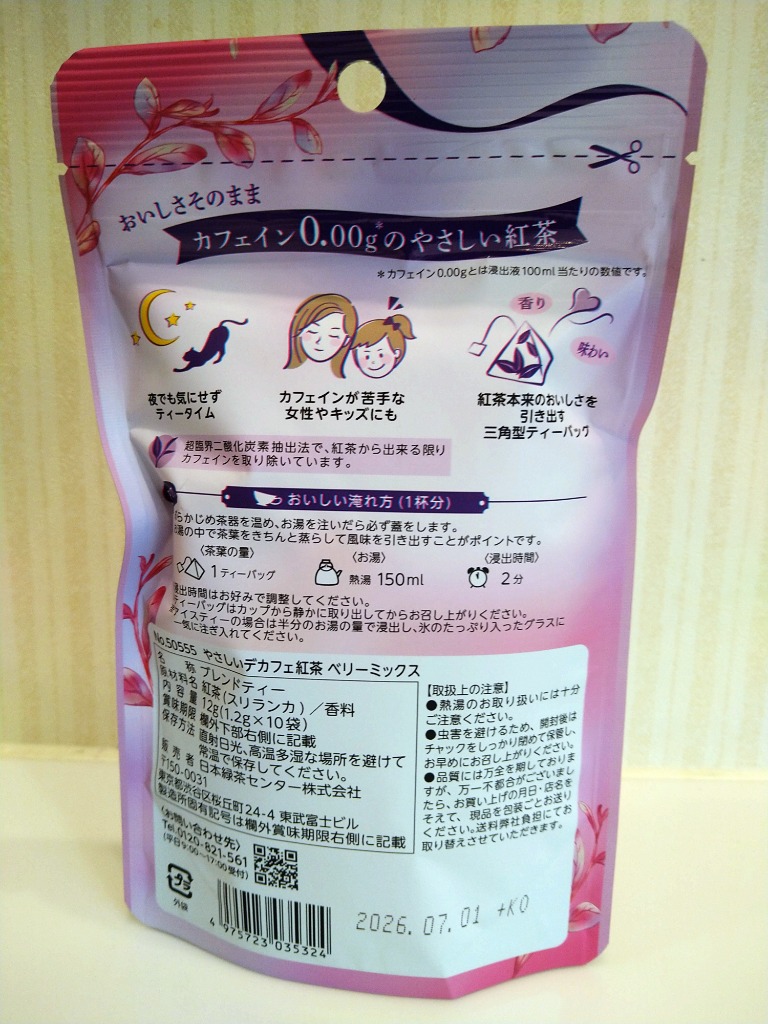 おいしさそのまま
カフェイン0.00g*のやさしい紅茶
*カフェイン0.00gとは浸出液100ml当たりの数値です。
香り
味わい
夜でも気にせず
ティータイム
カフェインが苦手な
女性やキッズにも
紅茶本来のおいしさを
引き出す
三角型ティーバッグ
超臨界二酸化炭素抽出法で、紅茶から出来る限り
カフェインを取り除いています。
おいしい淹れ方(1杯分)
らかじめ茶器を温め、お湯を注いだら必ず蓋をします。
湯の中で茶葉をきちんと蒸らして風味を引き出すことがポイントです。
〈茶葉の量〉
1ティーバッグ
〈お湯〉
熱湯 150ml
〈浸出時間〉
2分
浸出時間はお好みで調整してください。
ティーバッグはカップから静かに取り出してからお召し上がりください。
アイスティーの場合は半分のお湯の量で浸出し、氷のたっぷり入ったグラスに
一気に注ぎ入れてください。
No.50555 やさしいデカフェ紅茶 ベリーミックス
名 称 ブレンドティー
原材料名 紅茶(スリランカ)/香料
内容量 12g(1.2g×10袋)
賞味期限 欄外下部右側に記載
保存方法 直射日光、高温多湿な場所を避けて
常温で保存してください。
販売者 日本緑茶センター株式会社
〒150-0031
東京都渋谷区桜丘町24-4 東武富士ビル
製造所固有記号は欄外賞味期限右側に記載
〈お問い合わせ先〉
Tel.0120-821-561
(平日9:00〜17:00受付)
【取扱上の注意】
●熱湯のお取り扱いには十分
ご注意ください。
●虫害を避けるため、開封後は
チャックをしっかり閉めて保管し、
お早めにお召し上がりください。
●品質には万全を期しておりま
すが、万一不都合がございまし
たら、お買い上げの月日・店名を
そえて、現品を包装ごとお送り
ください。送料弊社負担にてお
取り替えさせていただきます。
プラ
外袋
4 975723 035324
2026.07.01 +KO